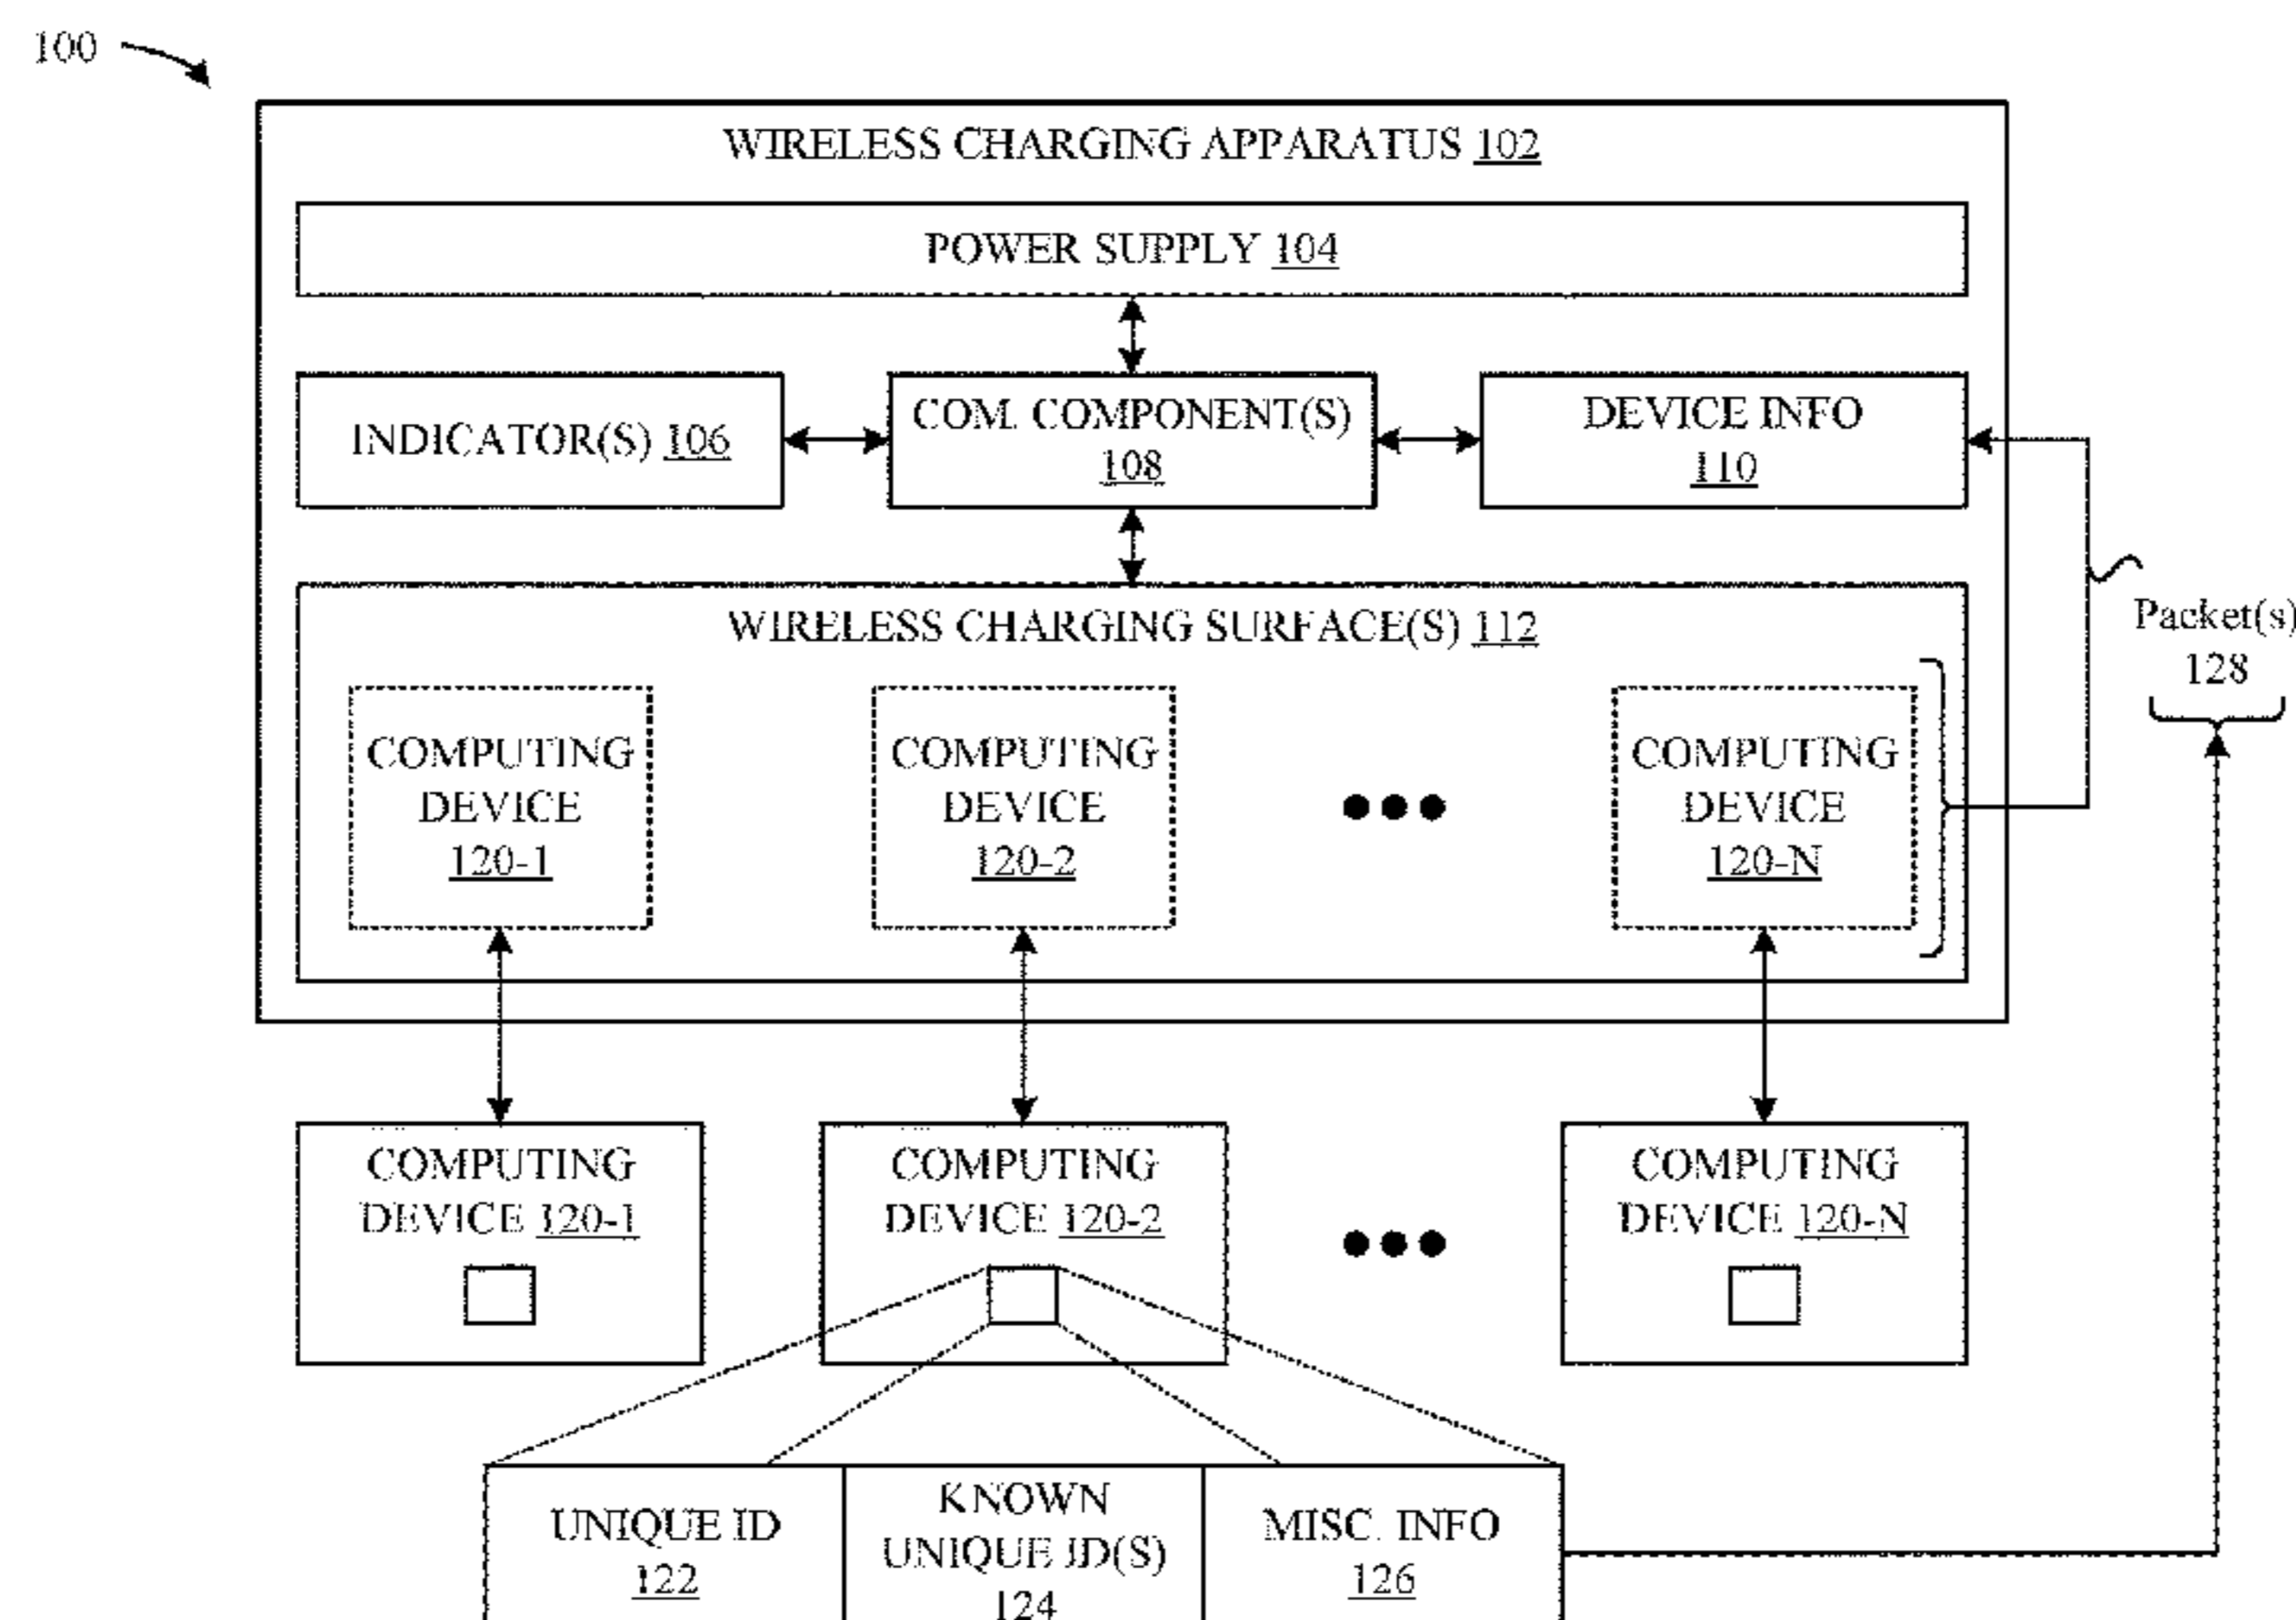 100
WIRELESS CHARGING APPARATUS 102
POWER SUPPLY 104
INDICATOR(S) 106
COM. COMPONENT(S)
108
DEVICE INFO
110
WIRELESS CHARGING SURFACE(S) 112
Packet(s)
128
COMPUTING
DEVICE
120-1
COMPUTING
DEVICE
120-2
COMPUTING
DEVICE
120-N
COMPUTING
DEVICE 120-1
COMPUTING
DEVICE 120-2
COMPUTING
DEVICE 120-N
UNIQUE ID
122
KNOWN
UNIQUE ID(S)
124
MISC. INFO
126